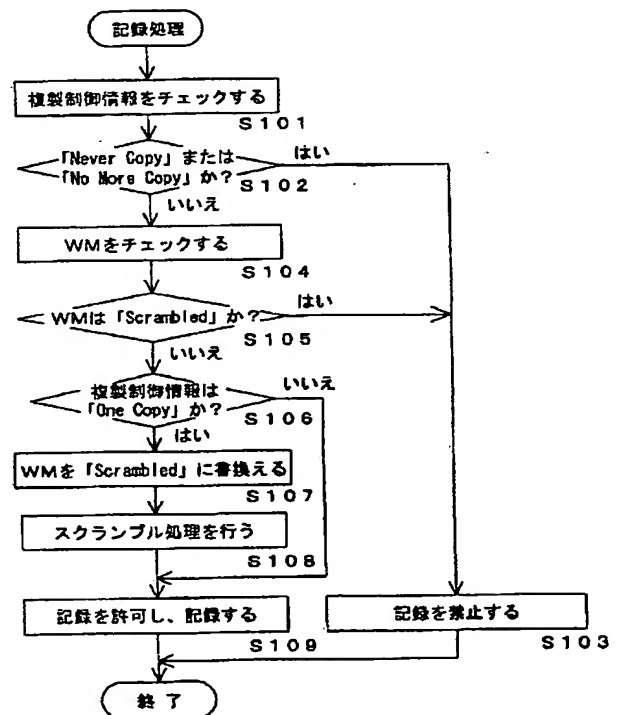 記録処理
複製制御情報をチェックする
S101
「Never Copy」または
「No More Copy」か?
はい
S102
いいえ
WMをチェックする
S104
WMは「Scrambled」か?
はい
S105
いいえ
複製制御情報は
「One Copy」か?
いいえ
S106
はい
WMを「Scrambled」に書換える
S107
スクランブル処理を行う
S108
記録を許可し、記録する
S109
記録を禁止する
S103
終了